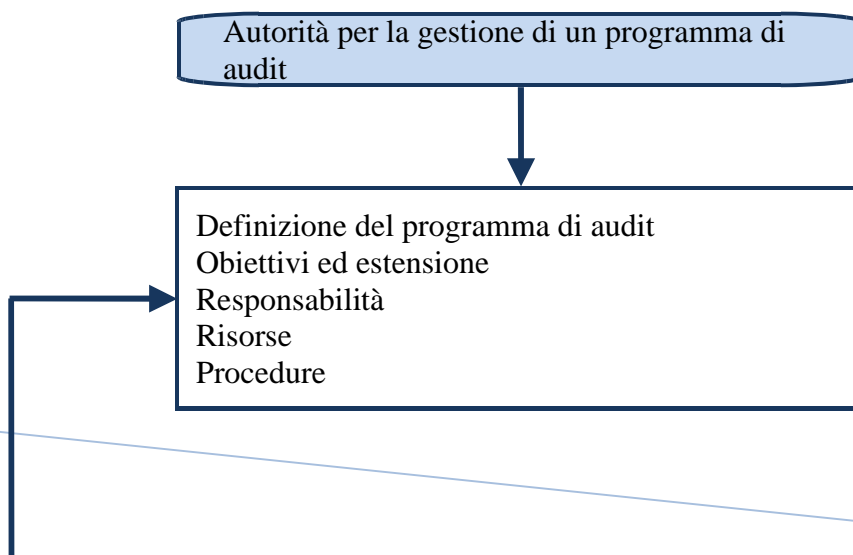 Autorità per la gestione di un programma di
audit
Definizione del programma di audit
Obiettivi ed estensione
Responsabilità
Risorse
Procedure